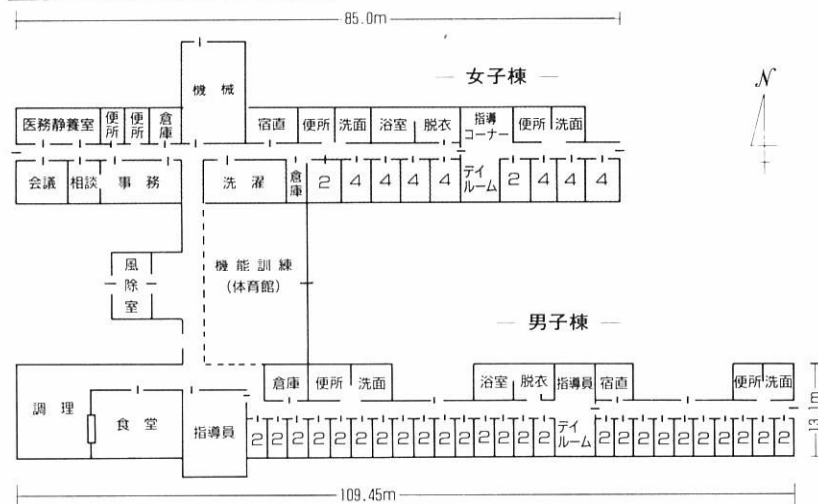 85.0m
女子棟
N
機械
医務静養室 便所 便所 倉庫 宿直 便所 洗面 浴室 脱衣 指導コーナー 便所 洗面
会議 相談 事務 洗濯 倉庫 2 4 4 4 4 デイルーム 2 4 4 4
風除室
機能訓練
(体育館)
男子棟
倉庫 便所 洗面 浴室 脱衣 指導員 宿直 便所 洗面
13.1m
調理 食堂 指導員 2 2 2 2 2 2 2 2 2 2 2 2 2 2 2 デイルーム 2 2 2 2 2 2 2 2 2 2
109.45m